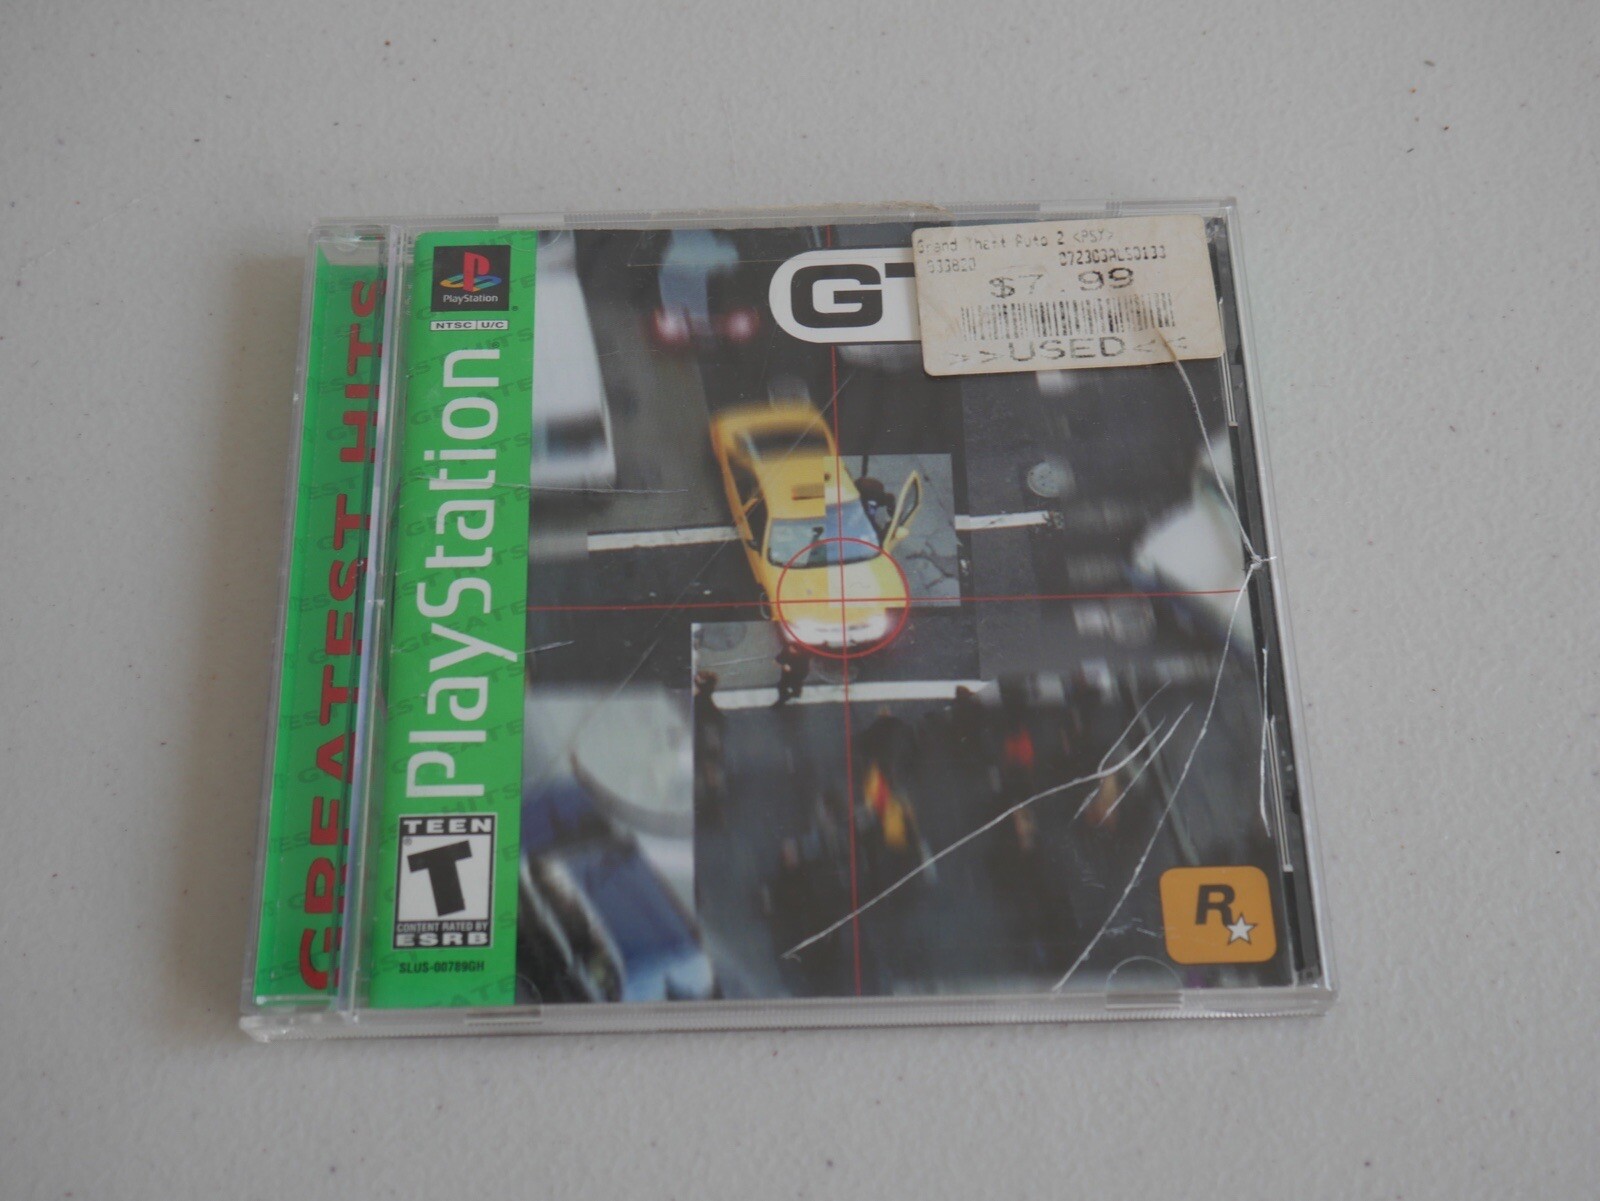 GREATEST HITS
PlayStation
NTSC U/C
PlayStation
TEEN
T
CONTENT RATED BY
ESRB
SLUS-00789GH
GT
Grand Theft Auto 2 <PSX>
933820
$7.99
>>USED<<
R